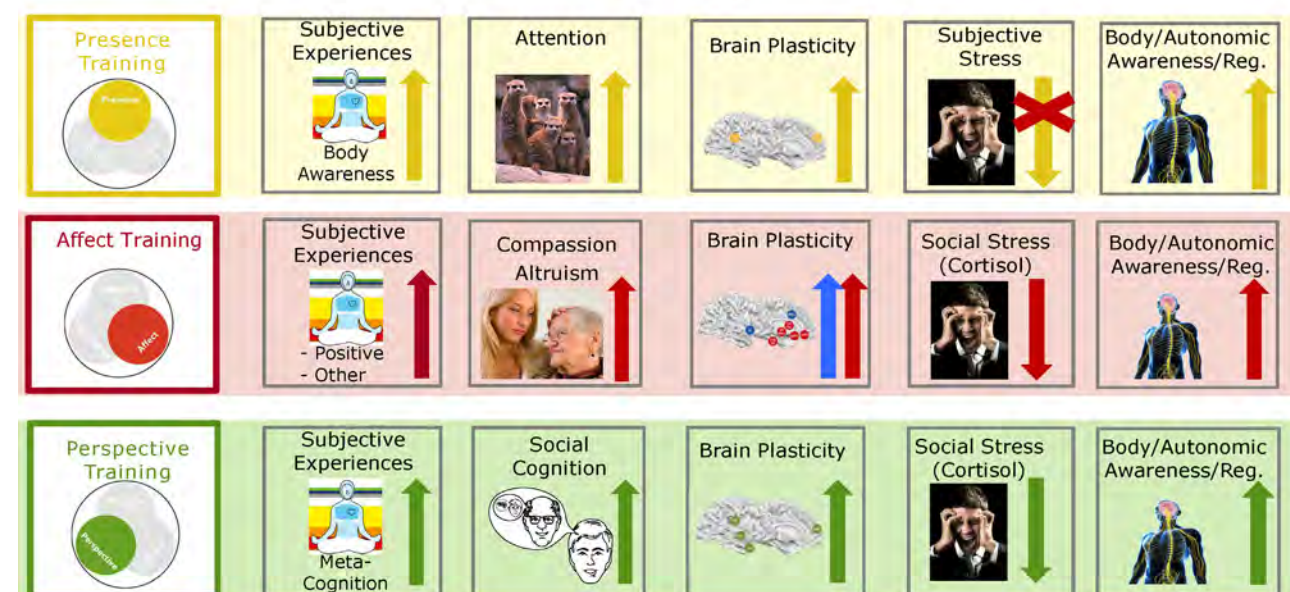 Presence
Training
Presence
Subjective
Experiences
Body
Awareness
Attention
Brain Plasticity
Subjective
Stress
Body/Autonomic
Awareness/Reg.
Affect Training
Affect
Subjective
Experiences
- Positive
- Other
Compassion
Altruism
Brain Plasticity
Social Stress
(Cortisol)
Body/Autonomic
Awareness/Reg.
Perspective
Training
Perspective
Subjective
Experiences
Meta-
Cognition
Social
Cognition
Brain Plasticity
Social Stress
(Cortisol)
Body/Autonomic
Awareness/Reg.